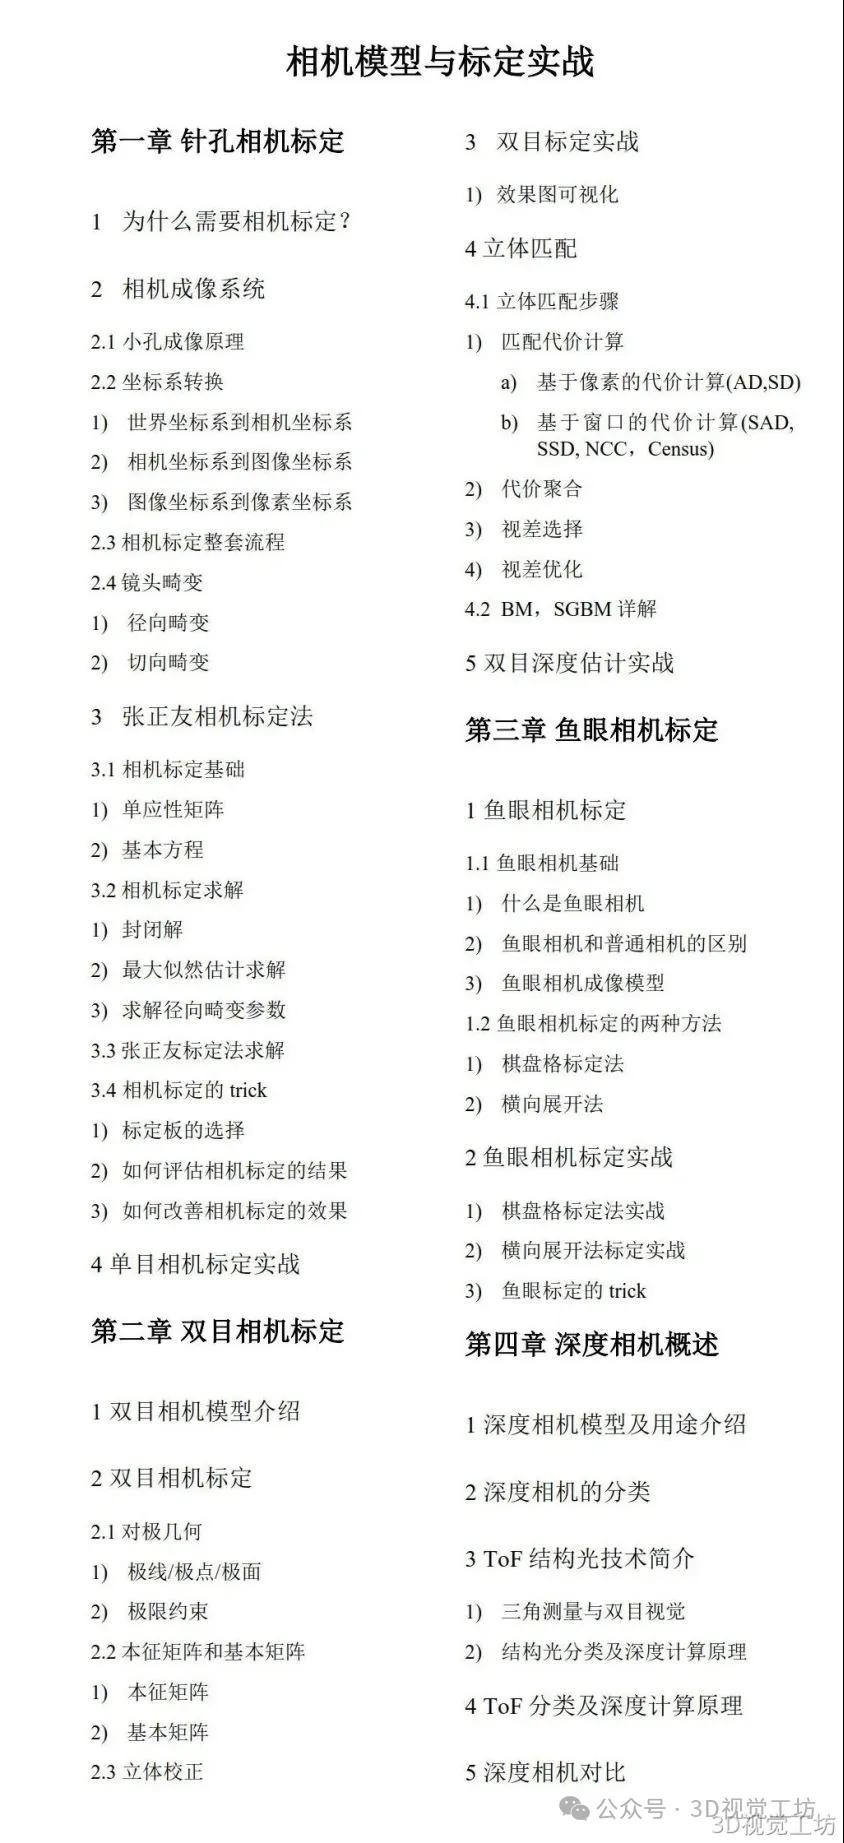 相机模型与标定实战
第一章 针孔相机标定
1 为什么需要相机标定？
2 相机成像系统
2.1 小孔成像原理
2.2 坐标系转换
1) 世界坐标系到相机坐标系
2) 相机坐标系到图像坐标系
3) 图像坐标系到像素坐标系
2.3 相机标定整套流程
2.4 镜头畸变
1) 径向畸变
2) 切向畸变
3 张正友相机标定法
3.1 相机标定基础
1) 单应性矩阵
2) 基本方程
3.2 相机标定求解
1) 封闭解
2) 最大似然估计求解
3) 求解径向畸变参数
3.3 张正友标定法求解
3.4 相机标定的 trick
1) 标定板的选择
2) 如何评估相机标定的结果
3) 如何改善相机标定的效果
4 单目相机标定实战
第二章 双目相机标定
1 双目相机模型介绍
2 双目相机标定
2.1 对极几何
1) 极线/极点/极面
2) 极限约束
2.2 本征矩阵和基本矩阵
1) 本征矩阵
2) 基本矩阵
2.3 立体校正
3 双目标定实战
1) 效果图可视化
4 立体匹配
4.1 立体匹配步骤
1) 匹配代价计算
a) 基于像素的代价计算(AD,SD)
b) 基于窗口的代价计算(SAD,
SSD, NCC，Census)
2) 代价聚合
3) 视差选择
4) 视差优化
4.2 BM，SGBM 详解
5 双目深度估计实战
第三章 鱼眼相机标定
1 鱼眼相机标定
1.1 鱼眼相机基础
1) 什么是鱼眼相机
2) 鱼眼相机和普通相机的区别
3) 鱼眼相机成像模型
1.2 鱼眼相机标定的两种方法
1) 棋盘格标定法
2) 横向展开法
2 鱼眼相机标定实战
1) 棋盘格标定法实战
2) 横向展开法标定实战
3) 鱼眼标定的 trick
第四章 深度相机概述
1 深度相机模型及用途介绍
2 深度相机的分类
3 ToF 结构光技术简介
1) 三角测量与双目视觉
2) 结构光分类及深度计算原理
4 ToF 分类及深度计算原理
5 深度相机对比
公众号 · 3D视觉工坊
3D视觉工坊